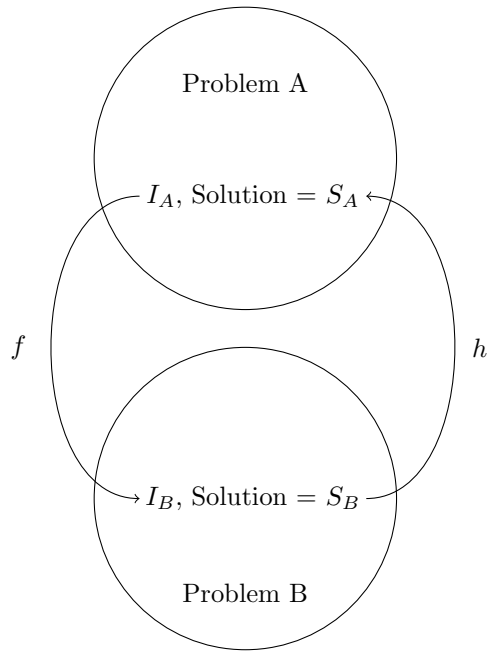 Problem A
I_A, Solution = S_A
f
h
I_B, Solution = S_B
Problem B